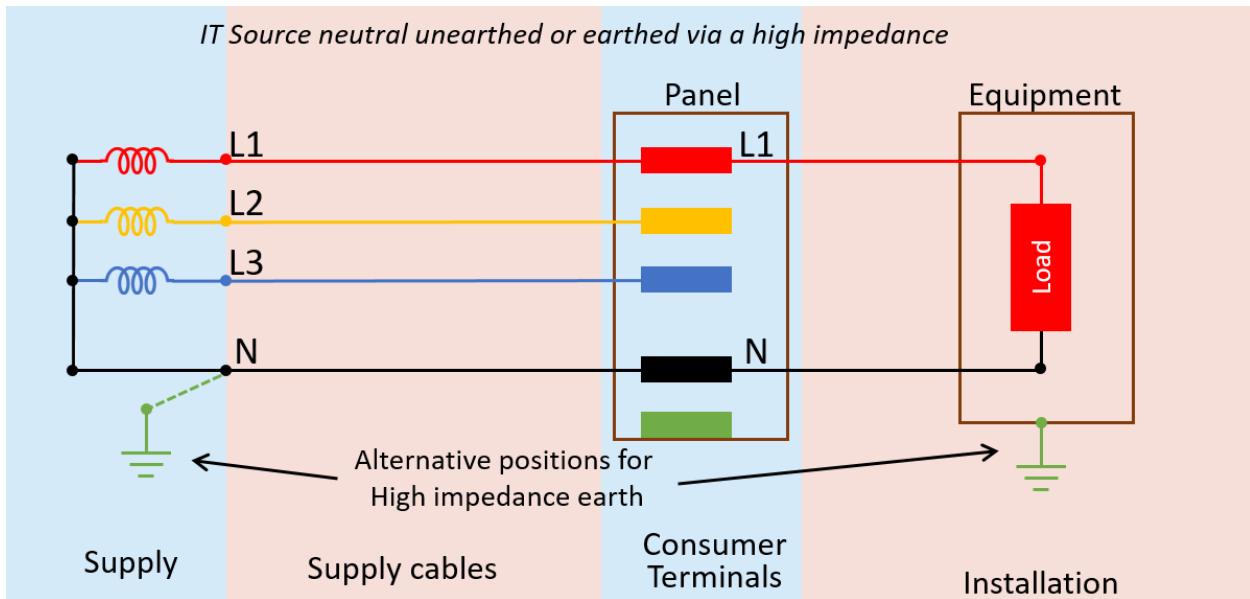 IT Source neutral unearthed or earthed via a high impedance
Panel
Equipment
L1
L1
L2
L3
Load
N
N
Alternative positions for
High impedance earth
Supply
Supply cables
Consumer
Terminals
Installation